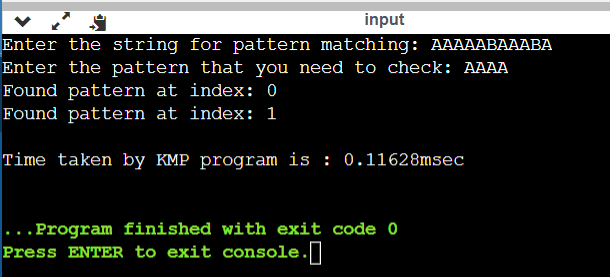 input
Enter the string for pattern matching: AAAAABAAABA
Enter the pattern that you need to check: AAAA
Found pattern at index: 0
Found pattern at index: 1
Time taken by KMP program is : 0.11628msec
...Program finished with exit code 0
Press ENTER to exit console.